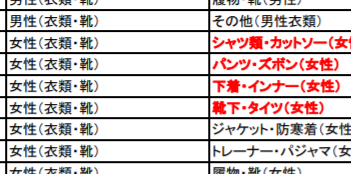 男性(衣類・靴) 履物・靴(男性)
男性(衣類・靴) その他(男性衣類)
女性(衣類・靴) シャツ類・カットソー(女性
女性(衣類・靴) パンツ・ズボン(女性)
女性(衣類・靴) 下着・インナー(女性)
女性(衣類・靴) 靴下・タイツ(女性)
女性(衣類・靴) ジャケット・防寒着(女性
女性(衣類・靴) トレーナー・パジャマ(女
女性(衣類・靴) 履物・靴(女性)